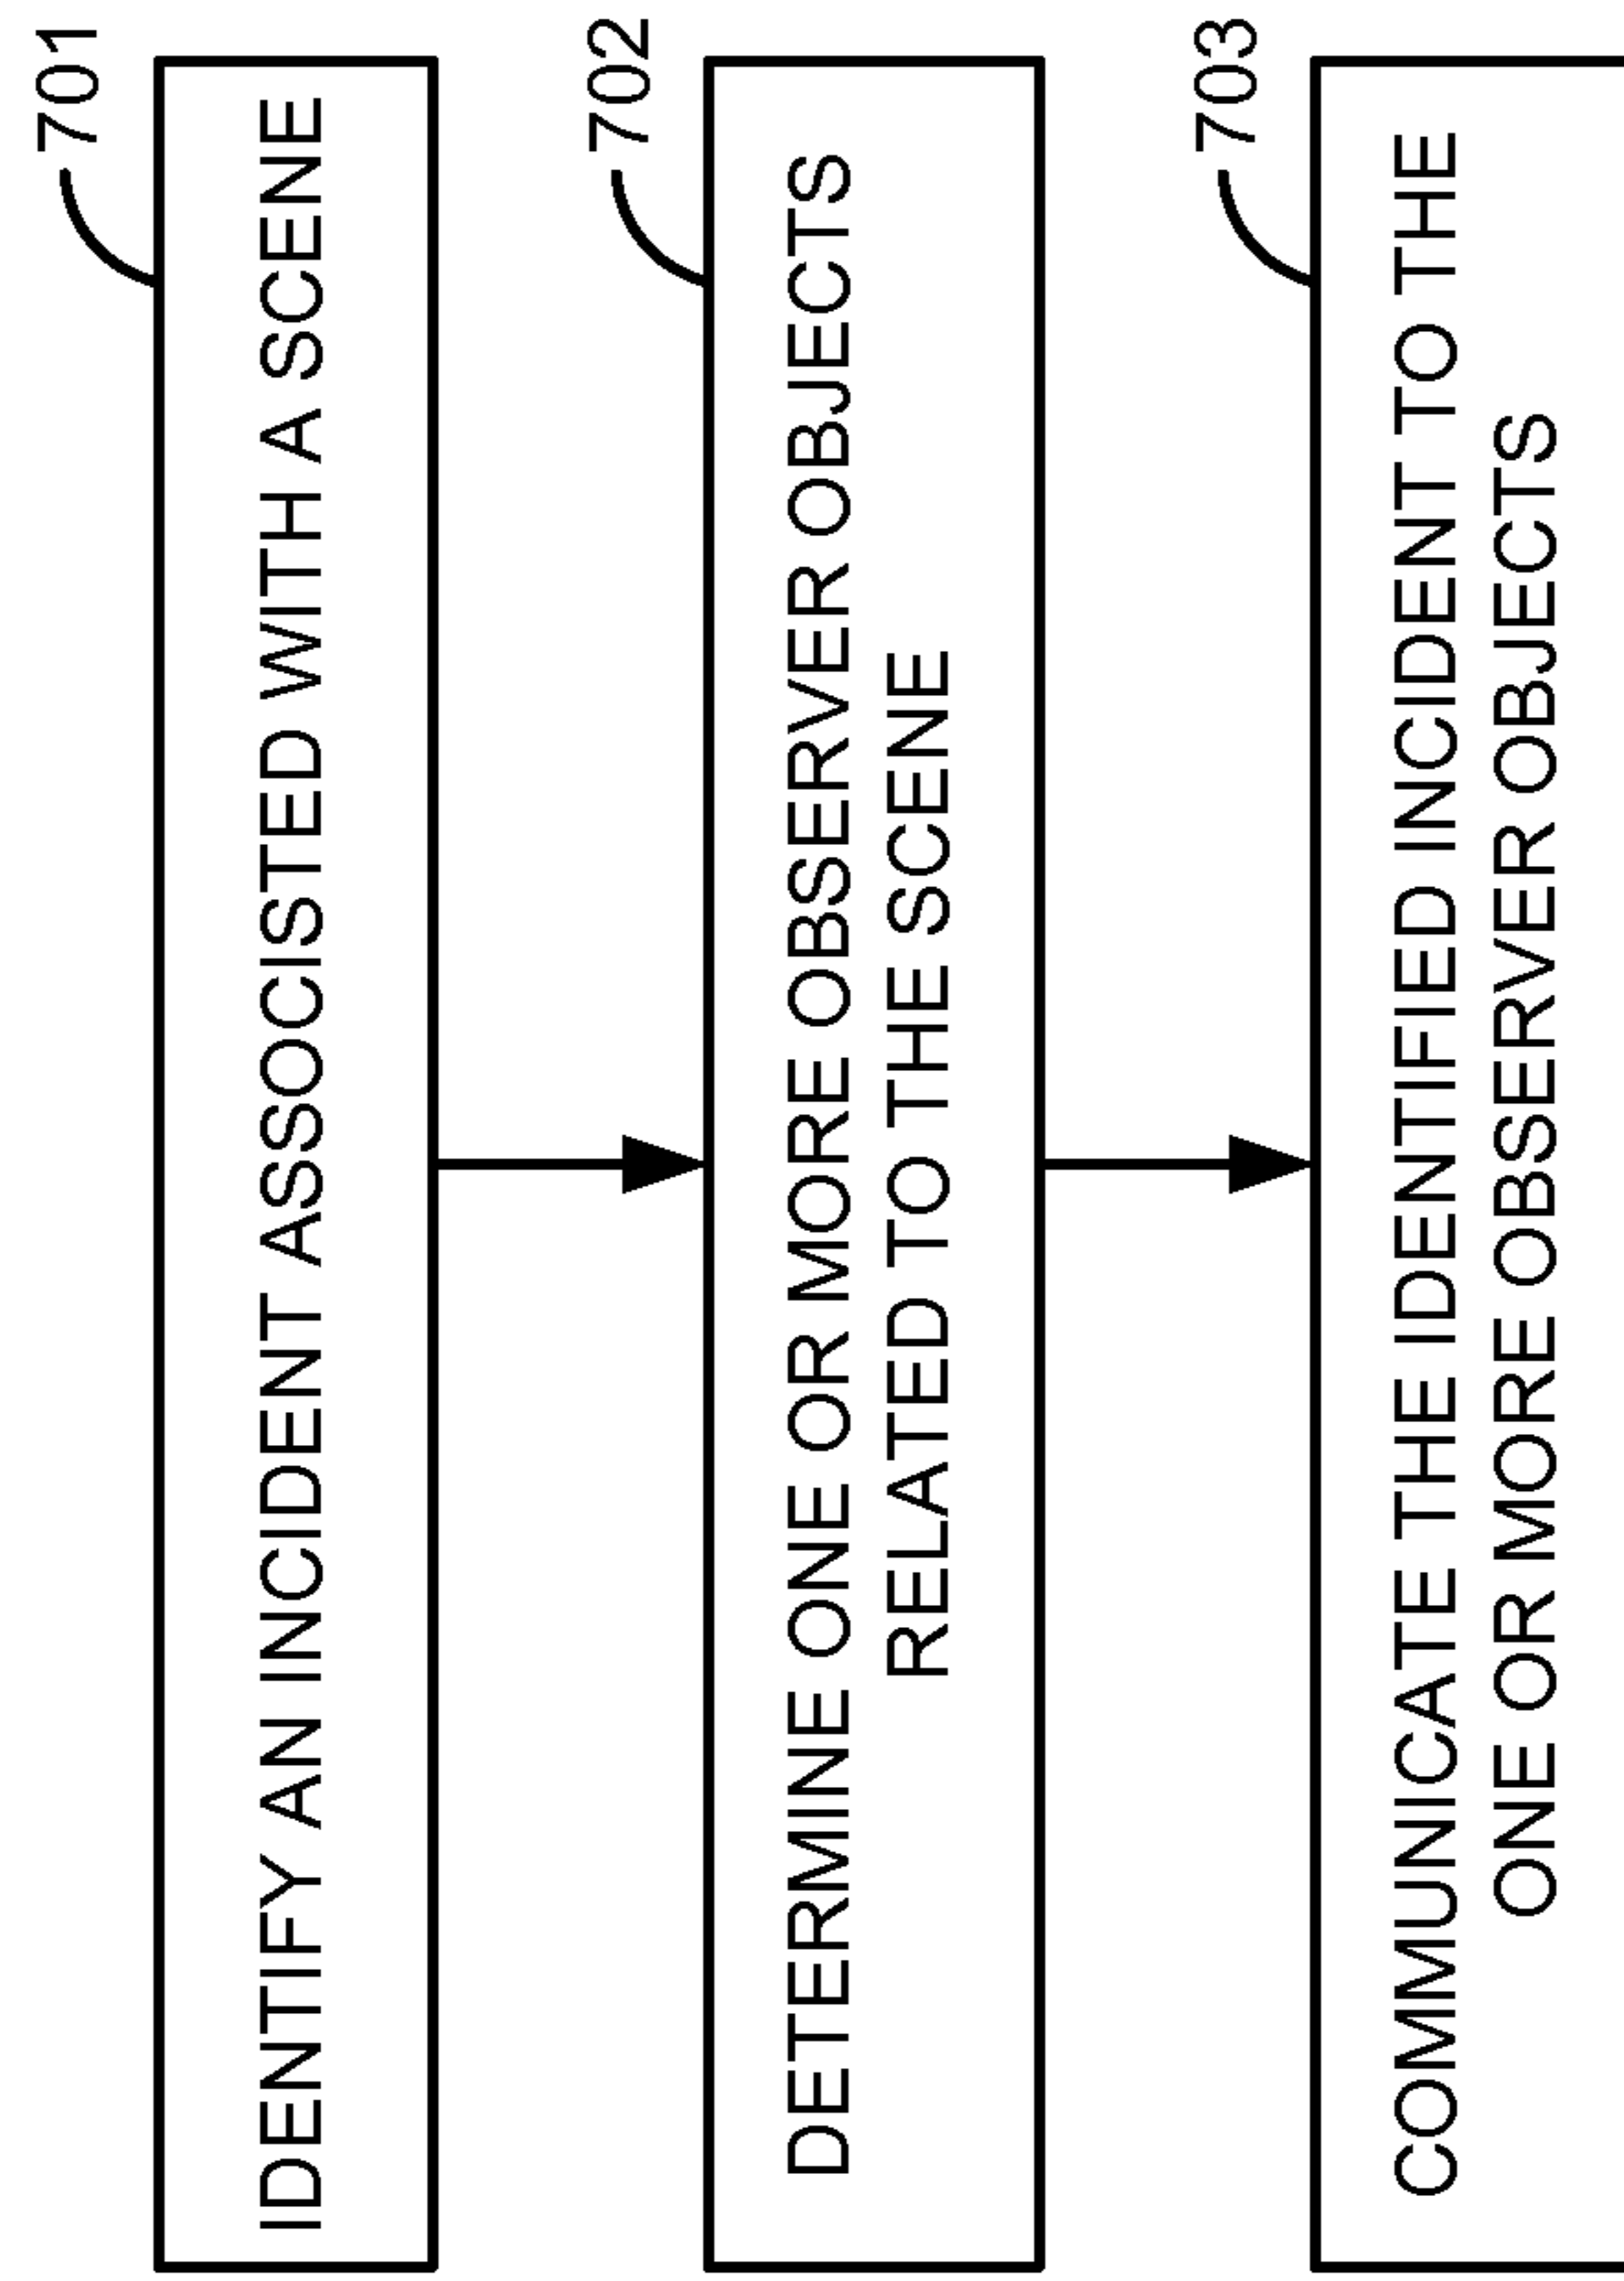 701
IDENTIFY AN INCIDENT ASSOCISTED WITH A SCENE
702
DETERMINE ONE OR MORE OBSERVER OBJECTS
RELATED TO THE SCENE
703
COMMUNICATE THE IDENTIFIED INCIDENT TO THE
ONE OR MORE OBSERVER OBJECTS